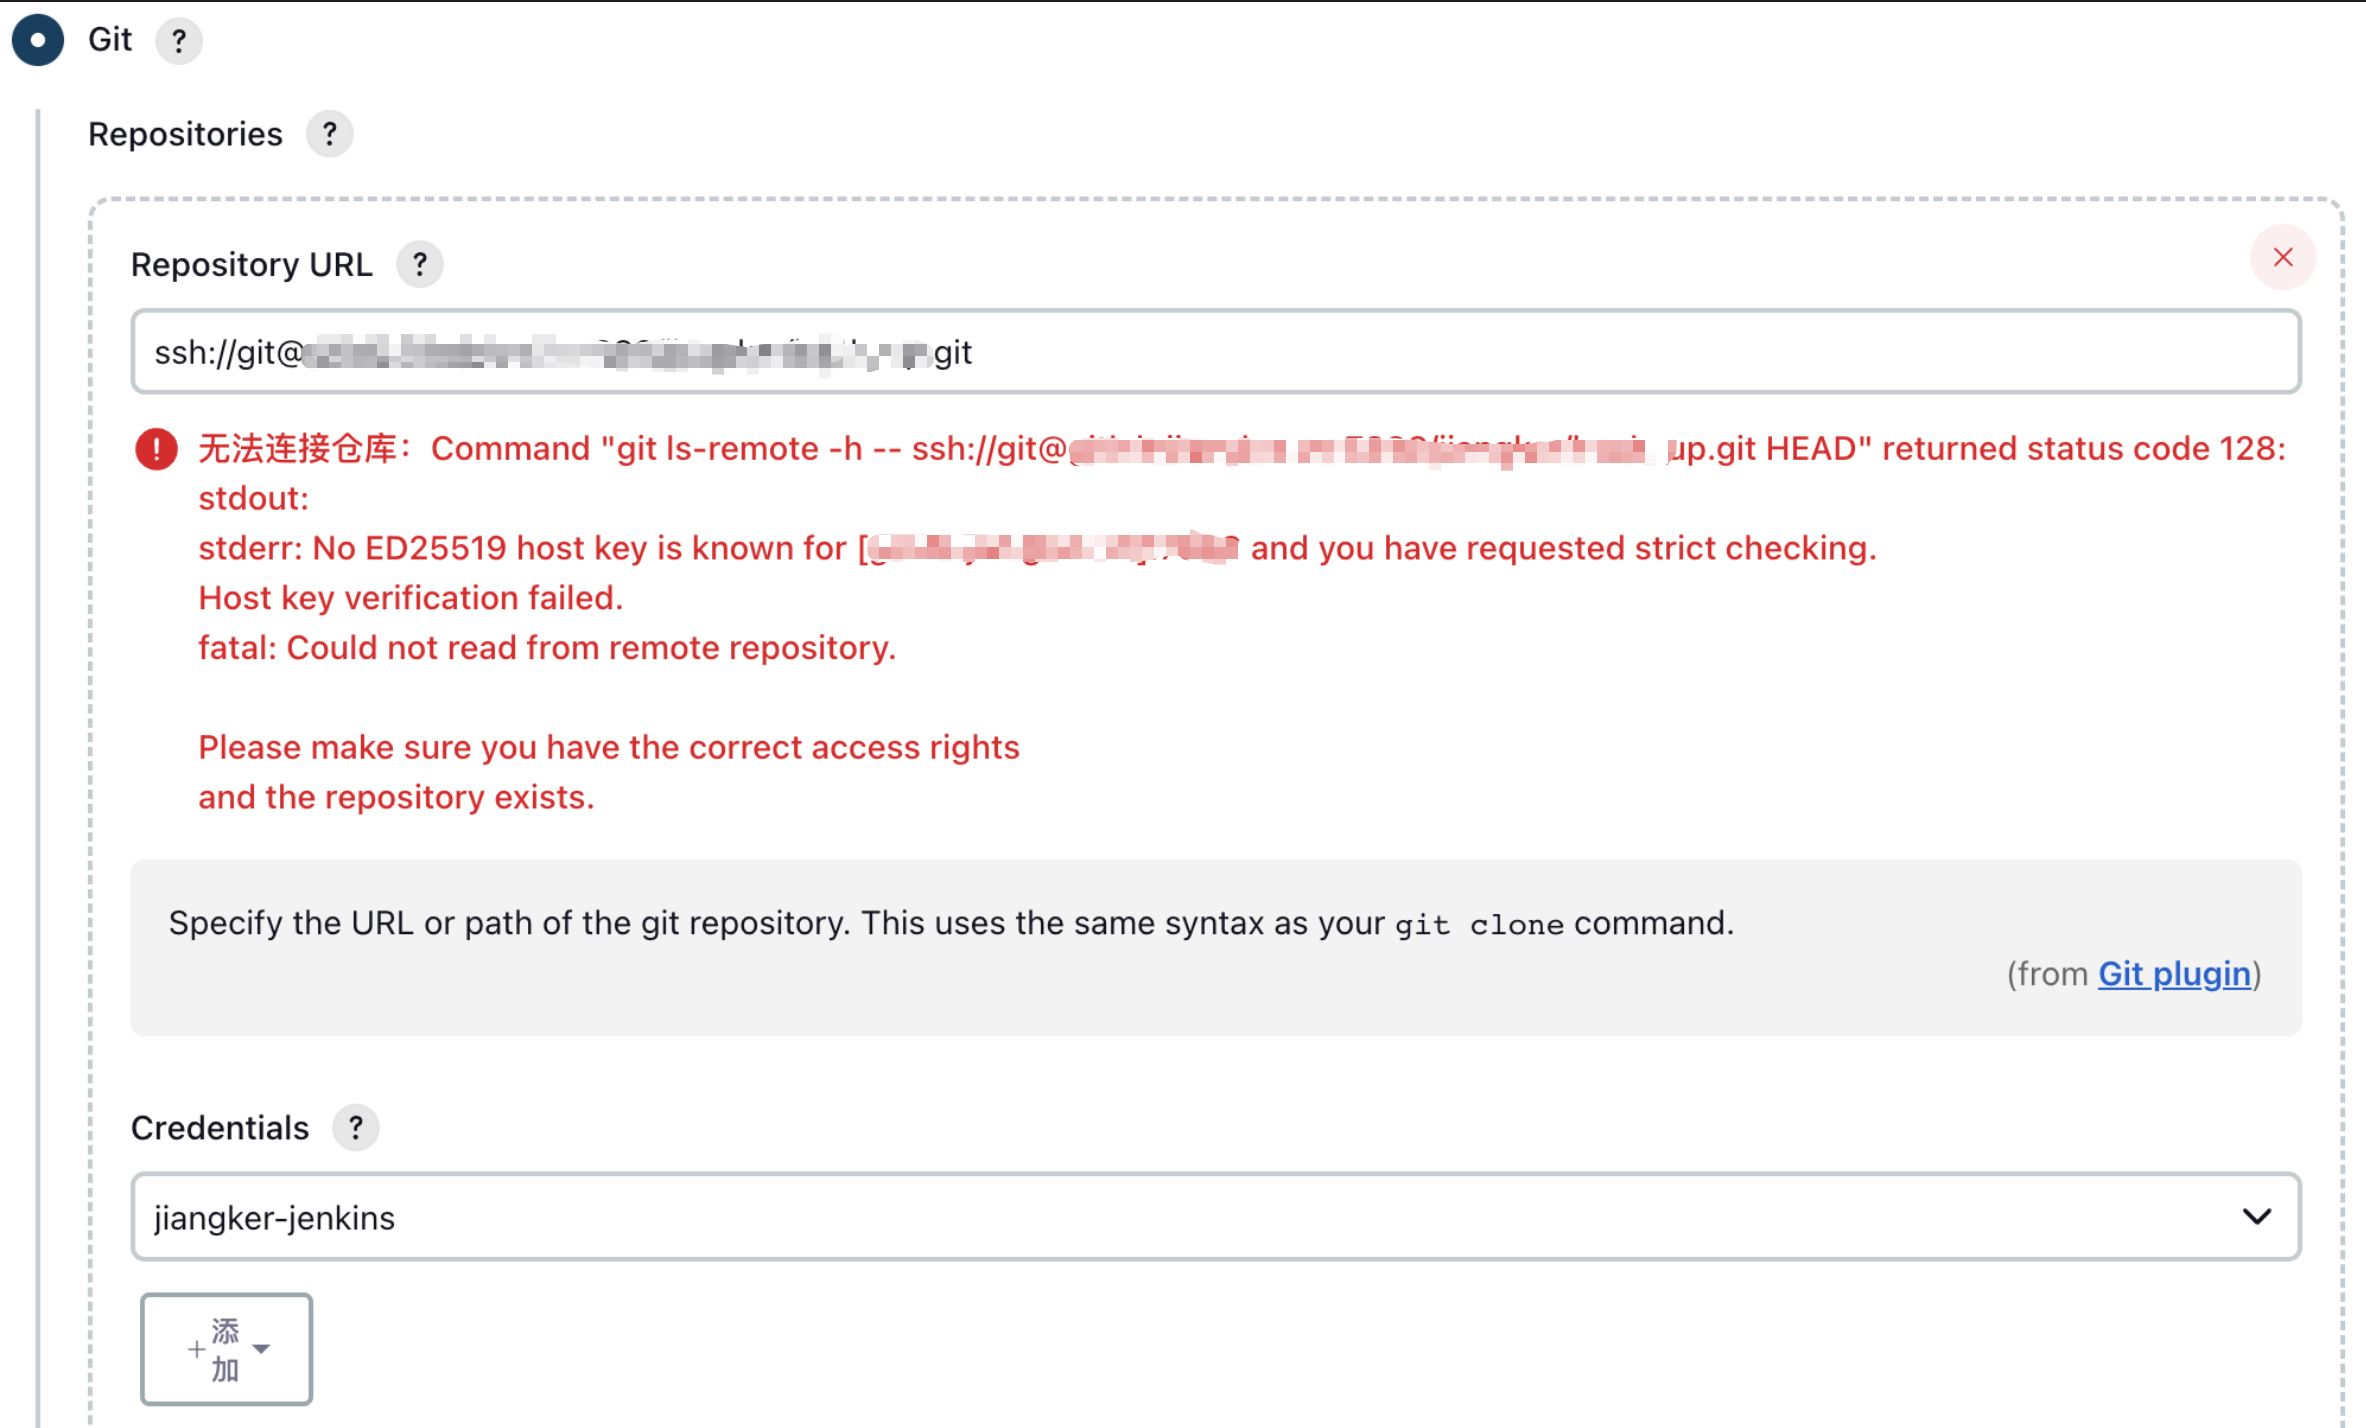 Git ?
Repositories ?
Repository URL ?
ssh://git@ .git
无法连接仓库：Command "git ls-remote -h -- ssh://git@ up.git HEAD" returned status code 128:
stdout:
stderr: No ED25519 host key is known for [ and you have requested strict checking.
Host key verification failed.
fatal: Could not read from remote repository.
Please make sure you have the correct access rights
and the repository exists.
Specify the URL or path of the git repository. This uses the same syntax as your git clone command.
(from Git plugin)
Credentials ?
jiangker-jenkins
+ 添
加